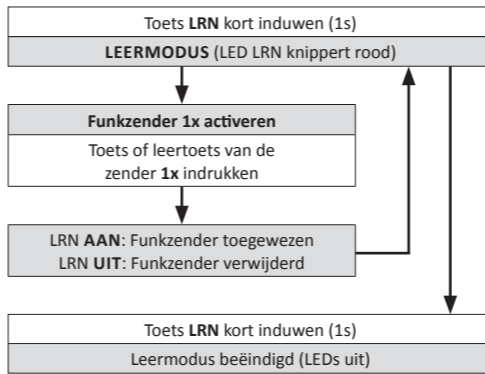 Toets LRN kort induwen (1s)
LEERMODUS (LED LRN knippert rood)
Funkzender 1x activeren
Toets of leertoets van de
zender 1x indrukken
LRN AAN: Funkzender toegewezen
LRN UIT: Funkzender verwijderd
Toets LRN kort induwen (1s)
Leermodus beëindigd (LEDs uit)